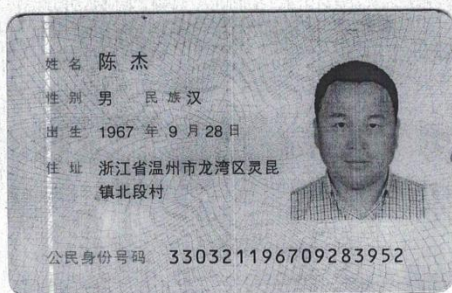 姓名 陈杰
性别 男 民族 汉
出生 1967 年 9 月 28 日
住址 浙江省温州市龙湾区灵昆
镇北段村
公民身份号码 330321196709283952